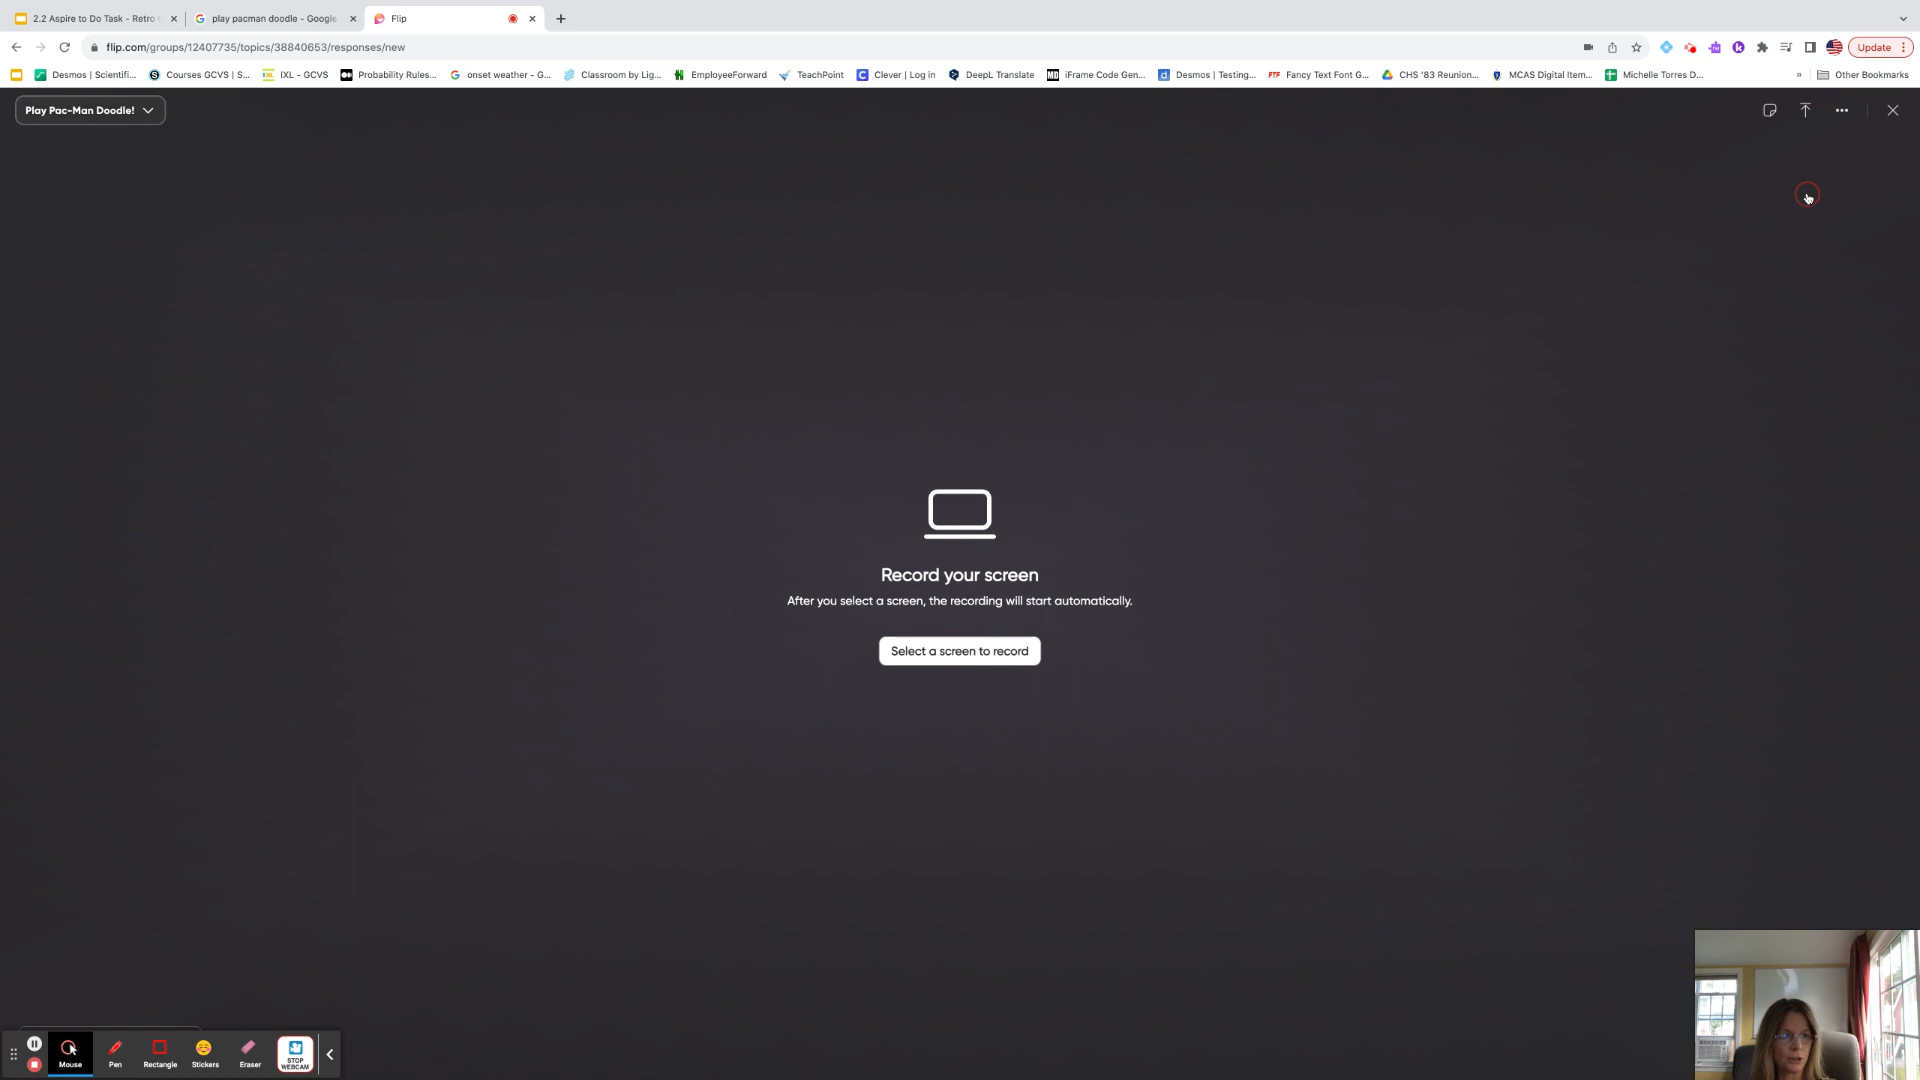 2.2 Aspire to Do Task - Retro
play pacman doodle - Google
Flip
flip.com/groups/12407735/topics/38840653/responses/new
Update
Desmos | Scientifi...
Courses GCVS | S...
IXL - GCVS
Probability Rules...
onset weather - G...
Classroom by Lig...
EmployeeForward
TeachPoint
Clever | Log in
DeepL Translate
iFrame Code Gen...
Desmos | Testing...
FTF Fancy Text Font G...
CHS '83 Reunion...
MCAS Digital Item...
Michelle Torres D...
»
Other Bookmarks
Play Pac-Man Doodle!
Record your screen
After you select a screen, the recording will start automatically.
Select a screen to record
Mouse
Pen
Rectangle
Stickers
Eraser
STOP
WEBCAM